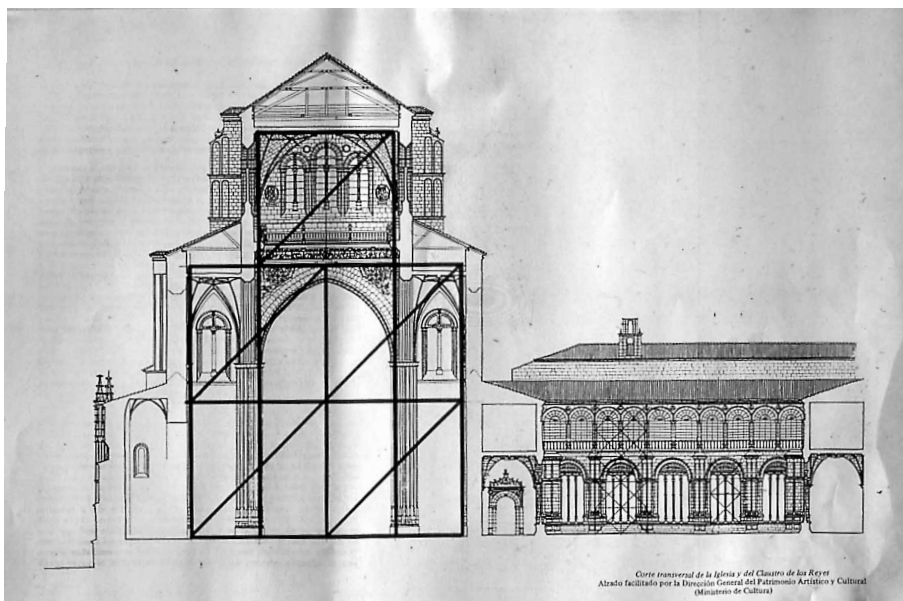 Corte transversal de la Iglesia y del Claustro de los Reyes
Alzado facilitado por la Dirección General del Patrimonio Artístico y Cultural
(Ministerio de Cultura)